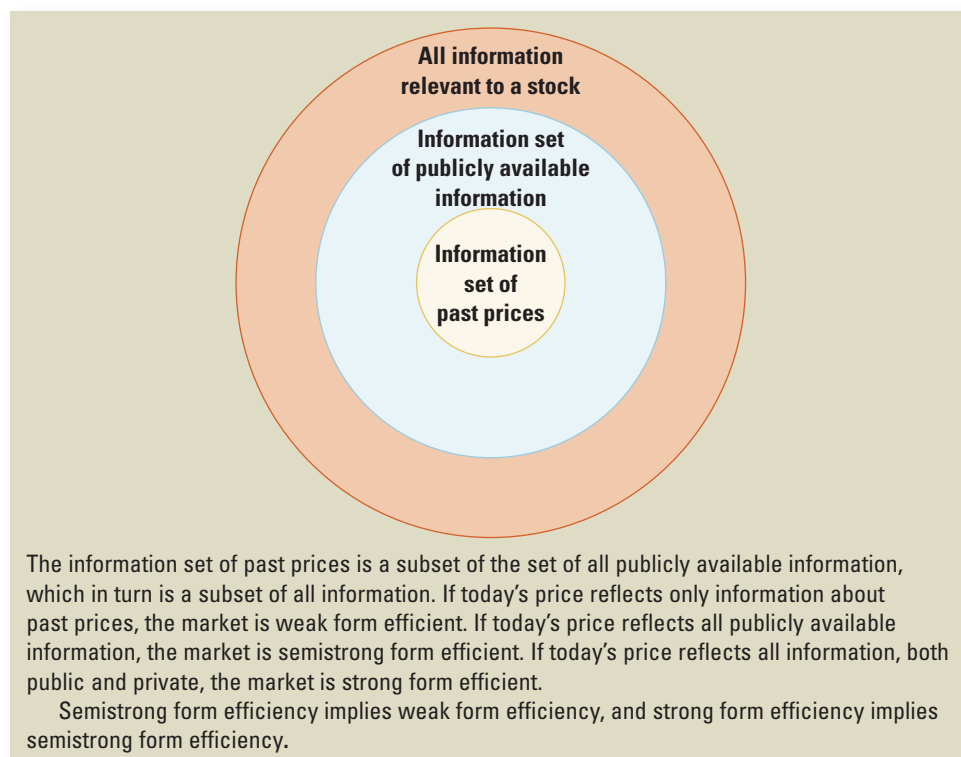 All information
relevant to a stock
Information set
of publicly available
information
Information
set of
past prices
The information set of past prices is a subset of the set of all publicly available information,
which in turn is a subset of all information. If today’s price reflects only information about
past prices, the market is weak form efficient. If today’s price reflects all publicly available
information, the market is semistrong form efficient. If today’s price reflects all information, both
public and private, the market is strong form efficient.
Semistrong form efficiency implies weak form efficiency, and strong form efficiency implies
semistrong form efficiency.